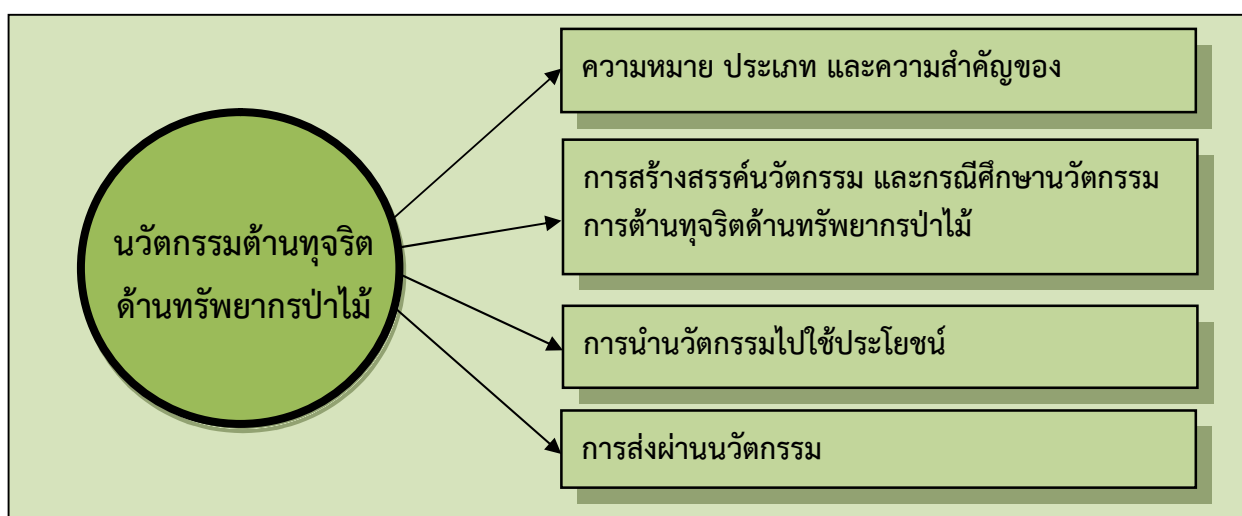 นวัตกรรมต้านทุจริต
ด้านทรัพยากรป่าไม้
ความหมาย ประเภท และความสำคัญของ
การสร้างสรรค์นวัตกรรม และกรณีศึกษานวัตกรรม
การต้านทุจริตด้านทรัพยากรป่าไม้
การนำนวัตกรรมไปใช้ประโยชน์
การส่งผ่านนวัตกรรม